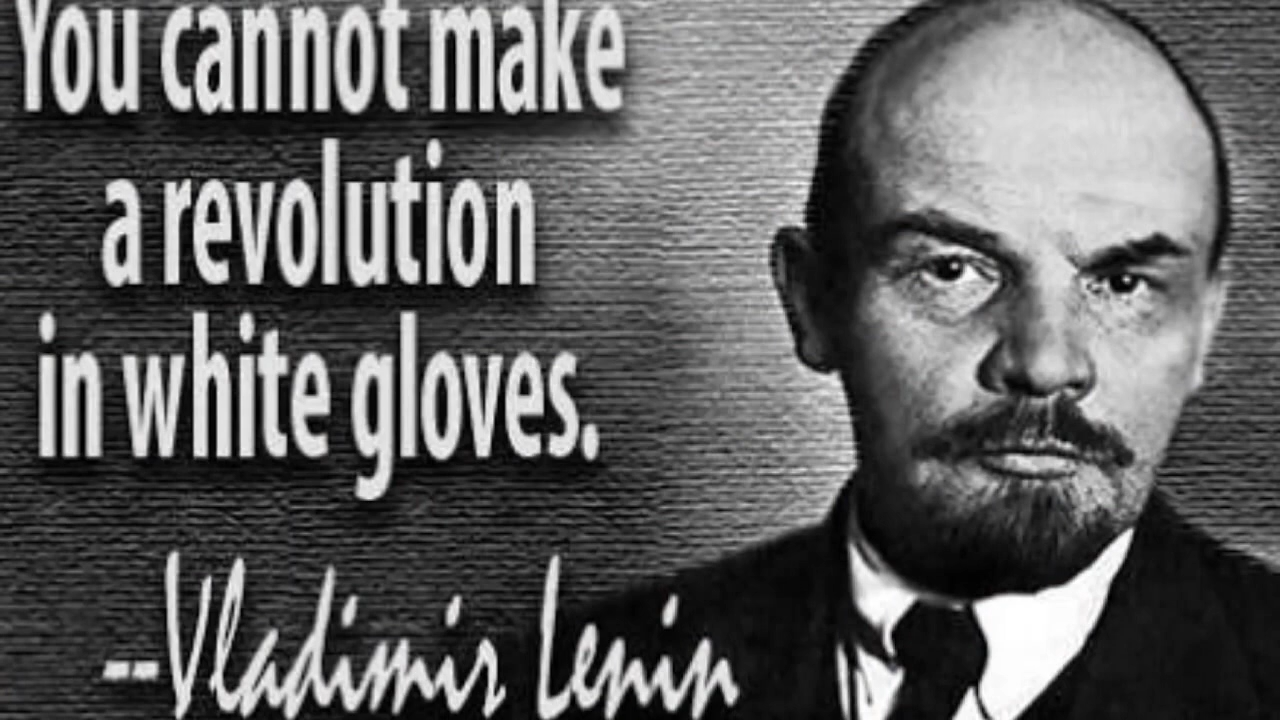 You cannot make
a revolution
in white gloves.
--Vladimir Lenin